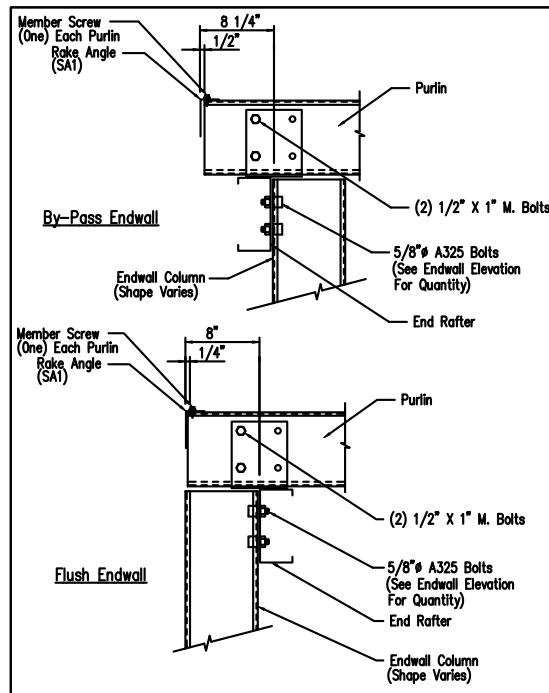 Member Screw
(One) Each Purlin
Rake Angle
(SA1)
8 1/4"
1/2"
Purlin
(2) 1/2" X 1" M. Bolts
By-Pass Endwall
5/8"ø A325 Bolts
(See Endwall Elevation
For Quantity)
Endwall Column
(Shape Varies)
End Rafter
8"
Member Screw
(One) Each Purlin
Rake Angle
(SA1)
1/4"
Purlin
(2) 1/2" X 1" M. Bolts
Flush Endwall
5/8"ø A325 Bolts
(See Endwall Elevation
For Quantity)
End Rafter
Endwall Column
(Shape Varies)